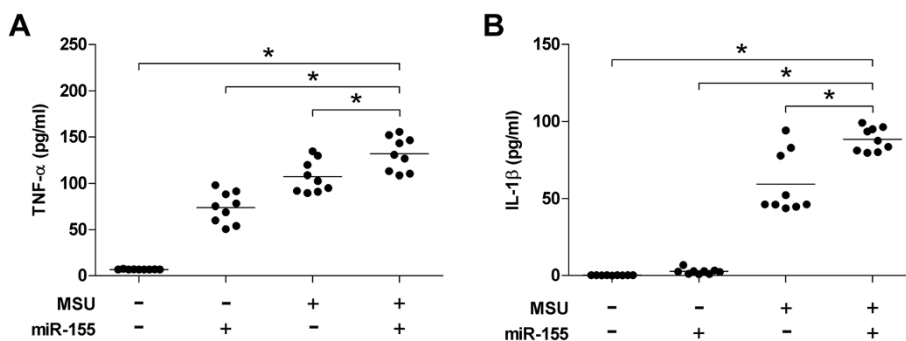 A
TNF-α (pg/ml)
250
200
150
100
50
0
*
*
*
MSU - - + +
miR-155 - + - +
B
IL-1β (pg/ml)
150
100
50
0
*
*
*
MSU - - + +
miR-155 - + - +